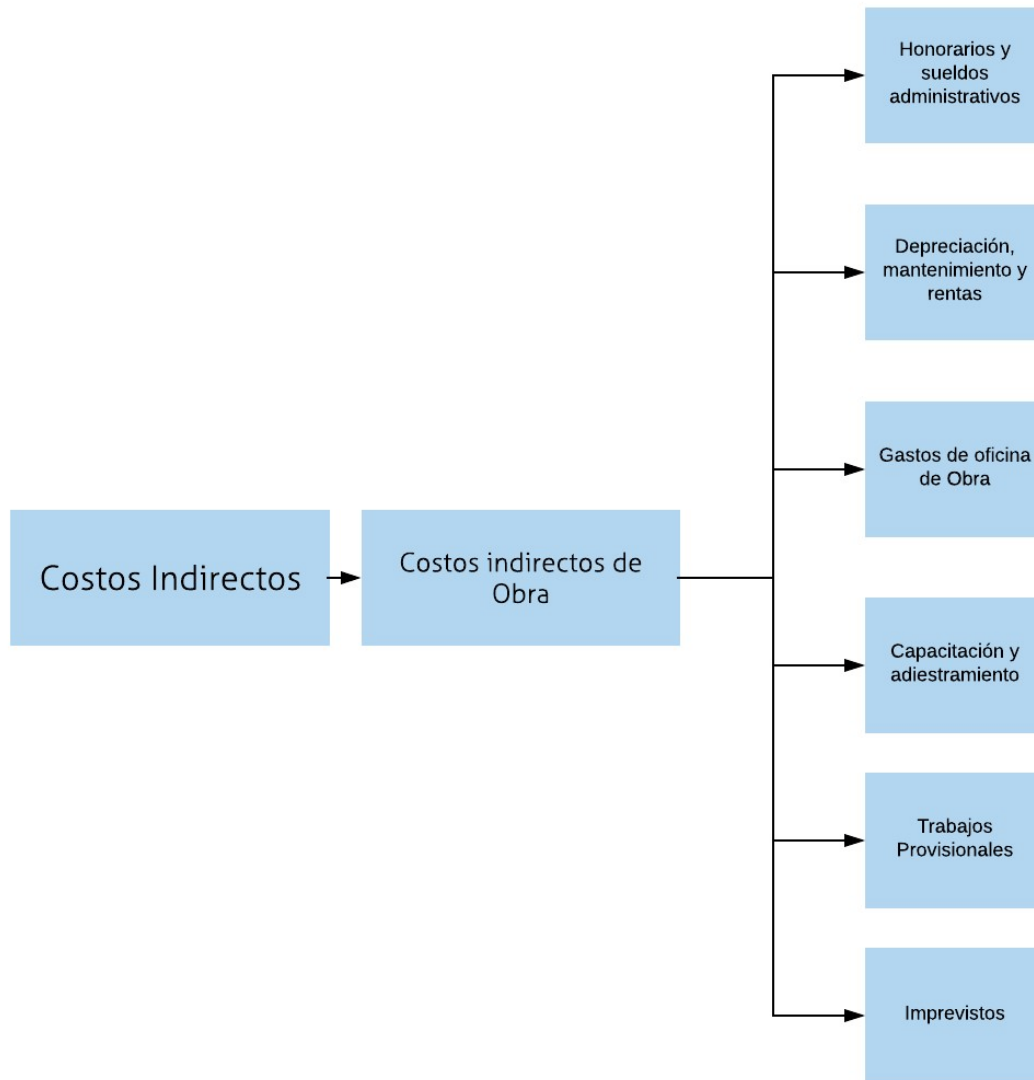 Costos Indirectos
Costos indirectos de
Obra
Honorarios y
sueldos
administrativos
Depreciación,
mantenimiento y
rentas
Gastos de oficina
de Obra
Capacitación y
adiestramiento
Trabajos
Provisionales
Imprevistos